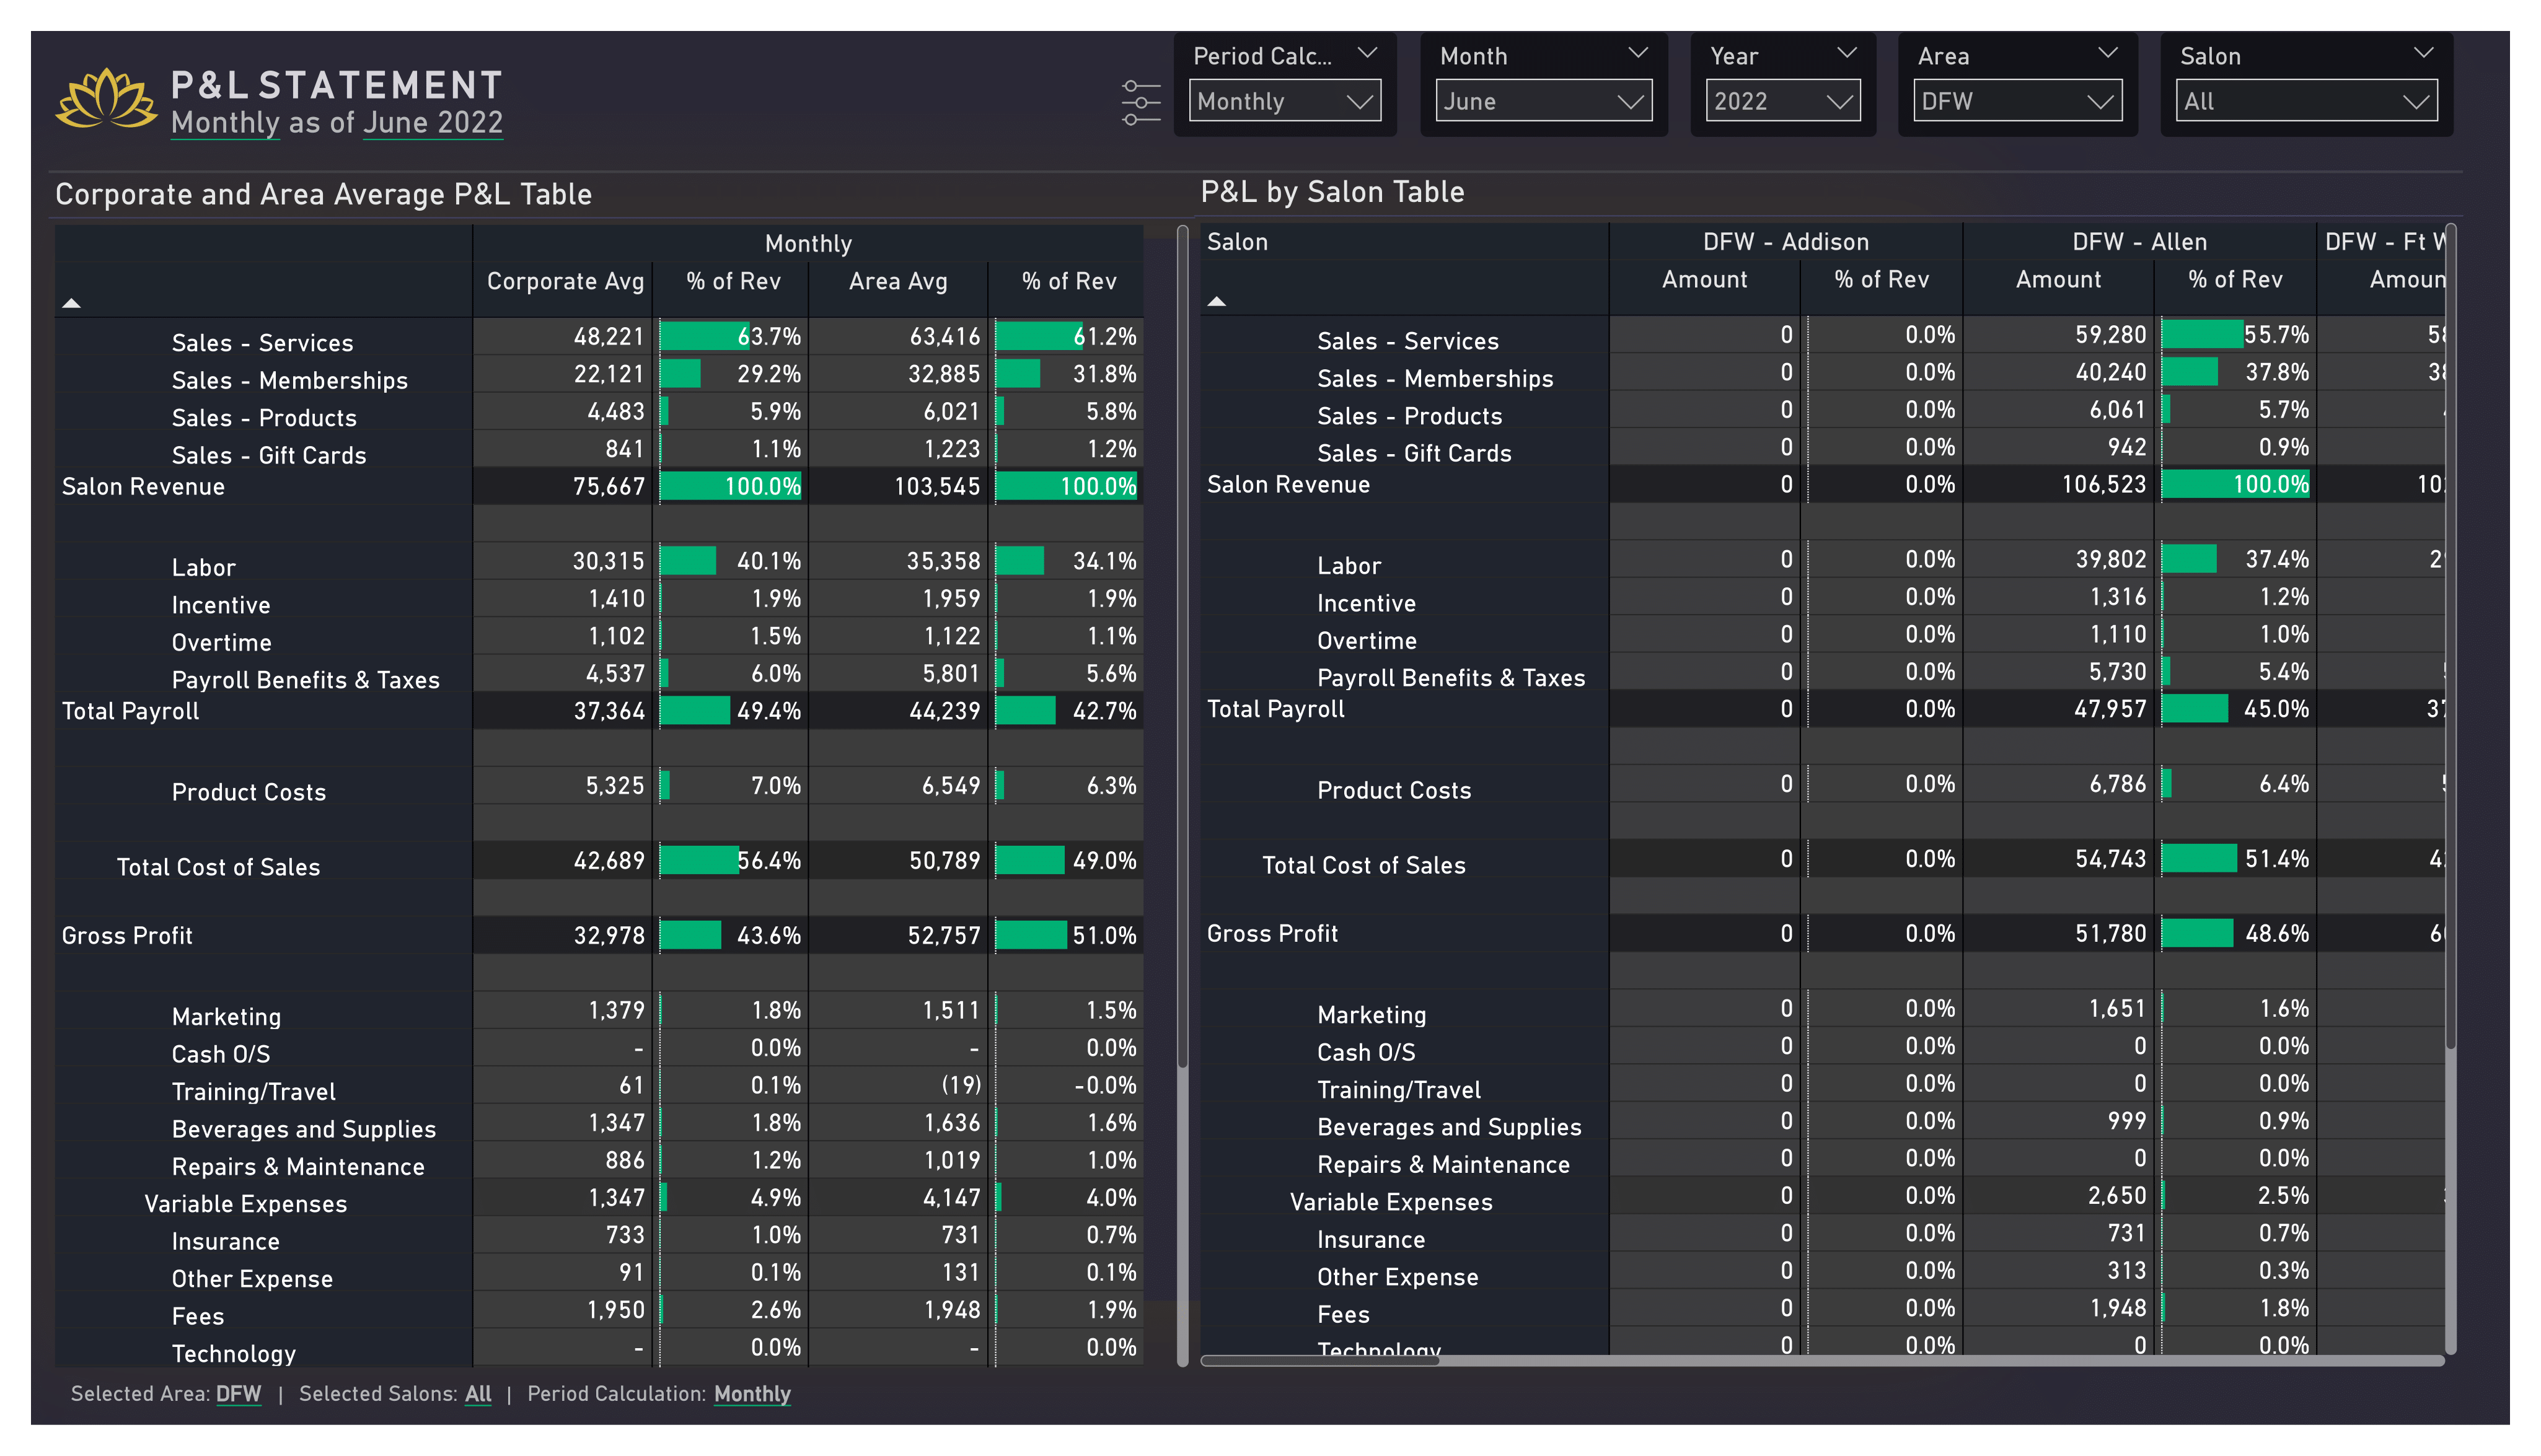 P&L STATEMENT
Monthly as of June 2022
Period Calc... Month Year Area Salon
Monthly June 2022 DFW All
Corporate and Area Average P&L Table
Monthly
Corporate Avg % of Rev Area Avg % of Rev
Sales - Services 48,221 63.7% 63,416 61.2%
Sales - Memberships 22,121 29.2% 32,885 31.8%
Sales - Products 4,483 5.9% 6,021 5.8%
Sales - Gift Cards 841 1.1% 1,223 1.2%
Salon Revenue 75,667 100.0% 103,545 100.0%
Labor 30,315 40.1% 35,358 34.1%
Incentive 1,410 1.9% 1,959 1.9%
Overtime 1,102 1.5% 1,122 1.1%
Payroll Benefits & Taxes 4,537 6.0% 5,801 5.6%
Total Payroll 37,364 49.4% 44,239 42.7%
Product Costs 5,325 7.0% 6,549 6.3%
Total Cost of Sales 42,689 56.4% 50,789 49.0%
Gross Profit 32,978 43.6% 52,757 51.0%
Marketing 1,379 1.8% 1,511 1.5%
Cash O/S - 0.0% - 0.0%
Training/Travel 61 0.1% (19) -0.0%
Beverages and Supplies 1,347 1.8% 1,636 1.6%
Repairs & Maintenance 886 1.2% 1,019 1.0%
Variable Expenses 1,347 4.9% 4,147 4.0%
Insurance 733 1.0% 731 0.7%
Other Expense 91 0.1% 131 0.1%
Fees 1,950 2.6% 1,948 1.9%
Technology - 0.0% - 0.0%
P&L by Salon Table
Salon DFW - Addison DFW - Allen DFW - Ft
Amount % of Rev Amount % of Rev Amoun
Sales - Services 0 0.0% 59,280 55.7%
Sales - Memberships 0 0.0% 40,240 37.8%
Sales - Products 0 0.0% 6,061 5.7%
Sales - Gift Cards 0 0.0% 942 0.9%
Salon Revenue 0 0.0% 106,523 100.0%
Labor 0 0.0% 39,802 37.4%
Incentive 0 0.0% 1,316 1.2%
Overtime 0 0.0% 1,110 1.0%
Payroll Benefits & Taxes 0 0.0% 5,730 5.4%
Total Payroll 0 0.0% 47,957 45.0%
Product Costs 0 0.0% 6,786 6.4%
Total Cost of Sales 0 0.0% 54,743 51.4%
Gross Profit 0 0.0% 51,780 48.6%
Marketing 0 0.0% 1,651 1.6%
Cash O/S 0 0.0% 0 0.0%
Training/Travel 0 0.0% 0 0.0%
Beverages and Supplies 0 0.0% 999 0.9%
Repairs & Maintenance 0 0.0% 0 0.0%
Variable Expenses 0 0.0% 2,650 2.5%
Insurance 0 0.0% 731 0.7%
Other Expense 0 0.0% 313 0.3%
Fees 0 0.0% 1,948 1.8%
Technology 0 0.0% 0 0.0%
Selected Area: DFW | Selected Salons: All | Period Calculation: Monthly